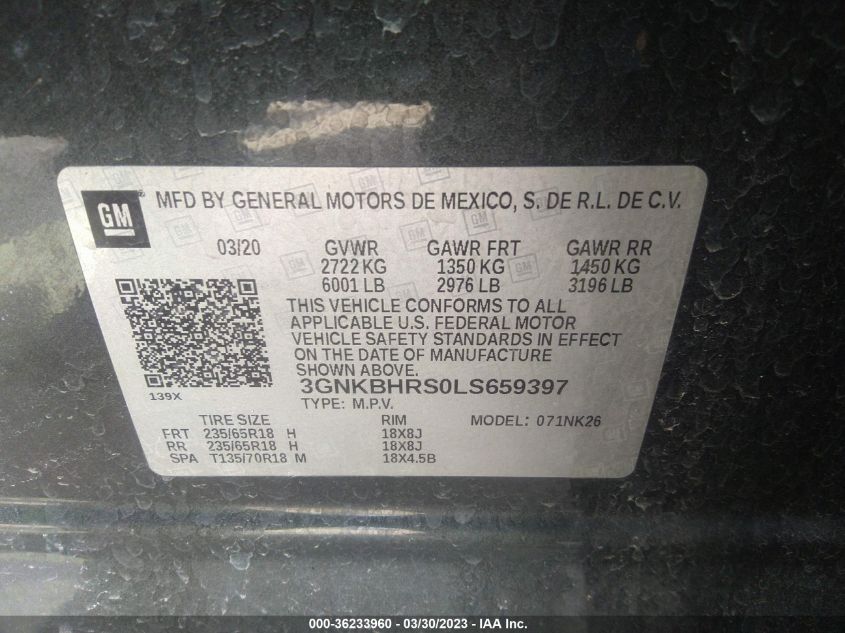 GM ® MFD BY GENERAL MOTORS DE MEXICO, S. DE R.L. DE C.V.
03/20 GVWR GAWR FRT GAWR RR
2722 KG 1350 KG 1450 KG
6001 LB 2976 LB 3196 LB
THIS VEHICLE CONFORMS TO ALL
APPLICABLE U.S. FEDERAL MOTOR
VEHICLE SAFETY STANDARDS IN EFFECT
ON THE DATE OF MANUFACTURE
SHOWN ABOVE.
3GNKBHRS0LS659397
139X
TYPE: M.P.V.
TIRE SIZE RIM MODEL: 071NK26
FRT 235/65R18 H 18X8J
RR 235/65R18 H 18X8J
SPA T135/70R18 M 18X4.5B
000-36233960 - 03/30/2023 - IAA Inc.